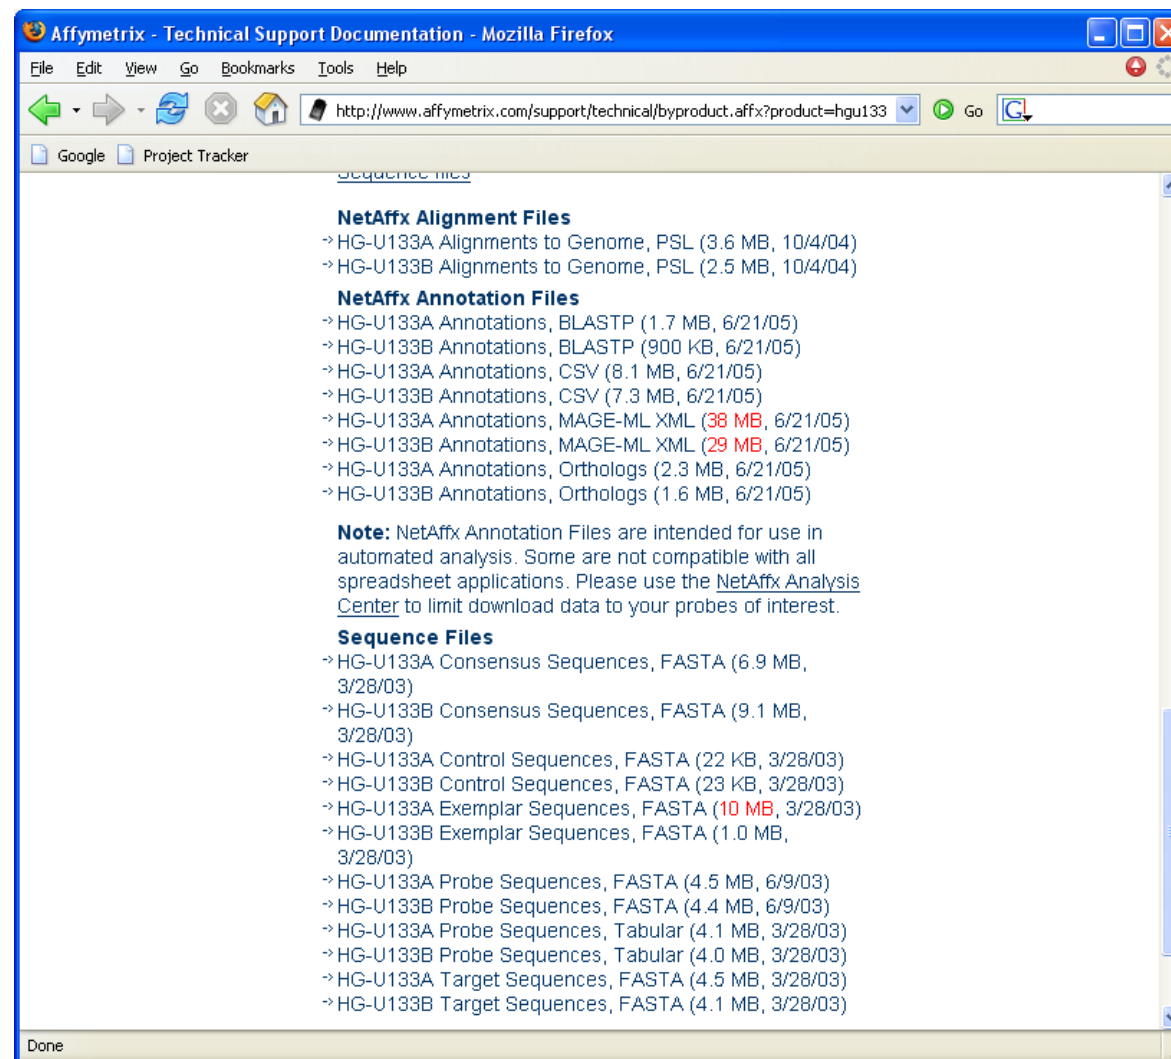 Affymetrix - Technical Support Documentation - Mozilla Firefox
File Edit View Go Bookmarks Tools Help
http://www.affymetrix.com/support/technical/byproduct.affx?product=hgu133 Go G
Google Project Tracker
Sequence files
NetAffx Alignment Files
-> HG-U133A Alignments to Genome, PSL (3.6 MB, 10/4/04)
-> HG-U133B Alignments to Genome, PSL (2.5 MB, 10/4/04)
NetAffx Annotation Files
-> HG-U133A Annotations, BLASTP (1.7 MB, 6/21/05)
-> HG-U133B Annotations, BLASTP (900 KB, 6/21/05)
-> HG-U133A Annotations, CSV (8.1 MB, 6/21/05)
-> HG-U133B Annotations, CSV (7.3 MB, 6/21/05)
-> HG-U133A Annotations, MAGE-ML XML (38 MB, 6/21/05)
-> HG-U133B Annotations, MAGE-ML XML (29 MB, 6/21/05)
-> HG-U133A Annotations, Orthologs (2.3 MB, 6/21/05)
-> HG-U133B Annotations, Orthologs (1.6 MB, 6/21/05)
Note: NetAffx Annotation Files are intended for use in
automated analysis. Some are not compatible with all
spreadsheet applications. Please use the NetAffx Analysis
Center to limit download data to your probes of interest.
Sequence Files
-> HG-U133A Consensus Sequences, FASTA (6.9 MB,
3/28/03)
-> HG-U133B Consensus Sequences, FASTA (9.1 MB,
3/28/03)
-> HG-U133A Control Sequences, FASTA (22 KB, 3/28/03)
-> HG-U133B Control Sequences, FASTA (23 KB, 3/28/03)
-> HG-U133A Exemplar Sequences, FASTA (10 MB, 3/28/03)
-> HG-U133B Exemplar Sequences, FASTA (1.0 MB,
3/28/03)
-> HG-U133A Probe Sequences, FASTA (4.5 MB, 6/9/03)
-> HG-U133B Probe Sequences, FASTA (4.4 MB, 6/9/03)
-> HG-U133A Probe Sequences, Tabular (4.1 MB, 3/28/03)
-> HG-U133B Probe Sequences, Tabular (4.0 MB, 3/28/03)
-> HG-U133A Target Sequences, FASTA (4.5 MB, 3/28/03)
-> HG-U133B Target Sequences, FASTA (4.1 MB, 3/28/03)
Done